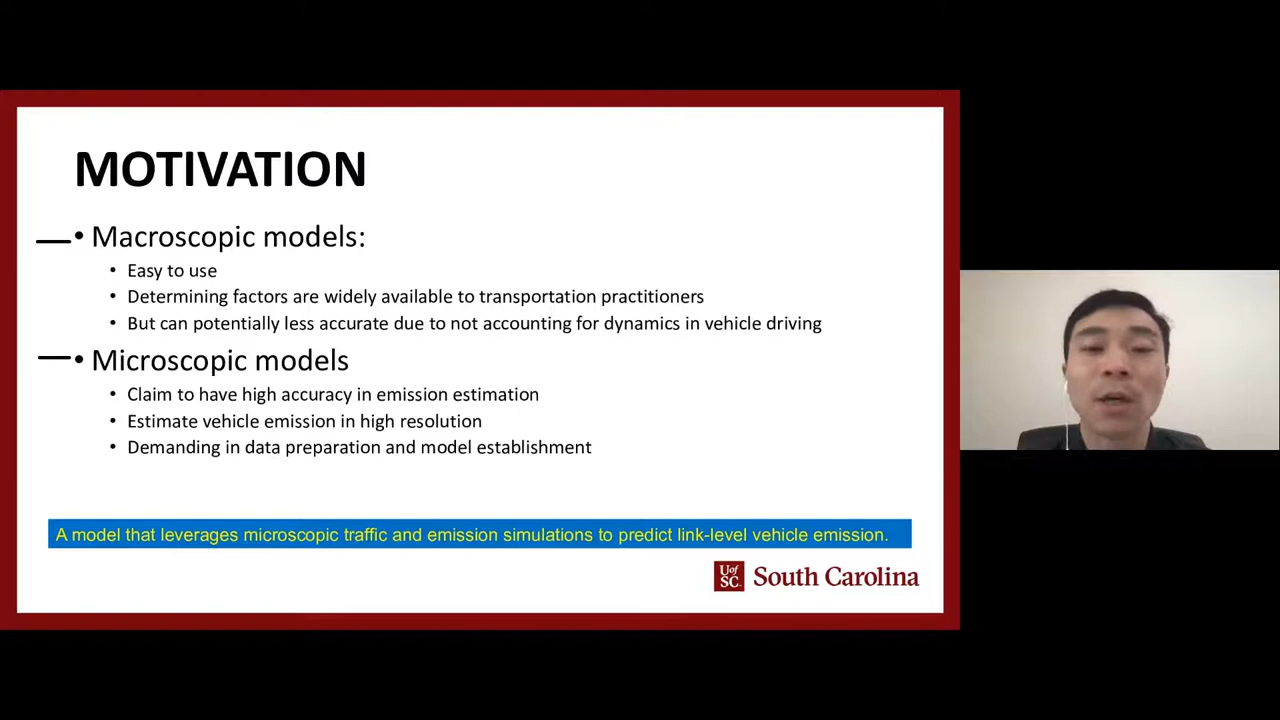 MOTIVATION
• Macroscopic models:
• Easy to use
• Determining factors are widely available to transportation practitioners
• But can potentially less accurate due to not accounting for dynamics in vehicle driving
• Microscopic models
• Claim to have high accuracy in emission estimation
• Estimate vehicle emission in high resolution
• Demanding in data preparation and model establishment
A model that leverages microscopic traffic and emission simulations to predict link-level vehicle emission.
UofSC South Carolina